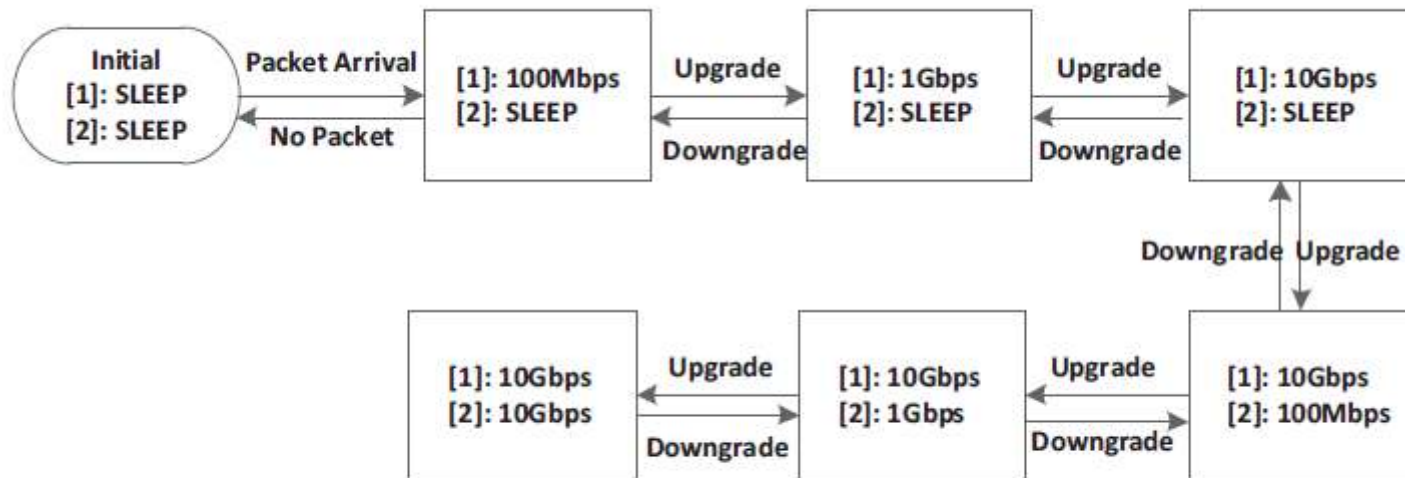 Initial
[1]: SLEEP
[2]: SLEEP
Packet Arrival
No Packet
[1]: 100Mbps
[2]: SLEEP
Upgrade
Downgrade
[1]: 1Gbps
[2]: SLEEP
Upgrade
Downgrade
[1]: 10Gbps
[2]: SLEEP
Downgrade
Upgrade
[1]: 10Gbps
[2]: 10Gbps
Upgrade
Downgrade
[1]: 10Gbps
[2]: 1Gbps
Upgrade
Downgrade
[1]: 10Gbps
[2]: 100Mbps